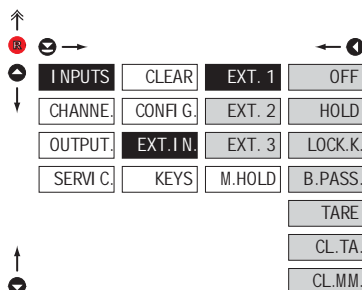 R
INPUTS CLEAR EXT. 1 OFF
CHANNE. CONFIG. EXT. 2 HOLD
OUTPUT. EXT.IN. EXT. 3 LOCK.K.
SERVIC. KEYS M.HOLD B.PASS.
TARE
CL.TA.
CL.MM.